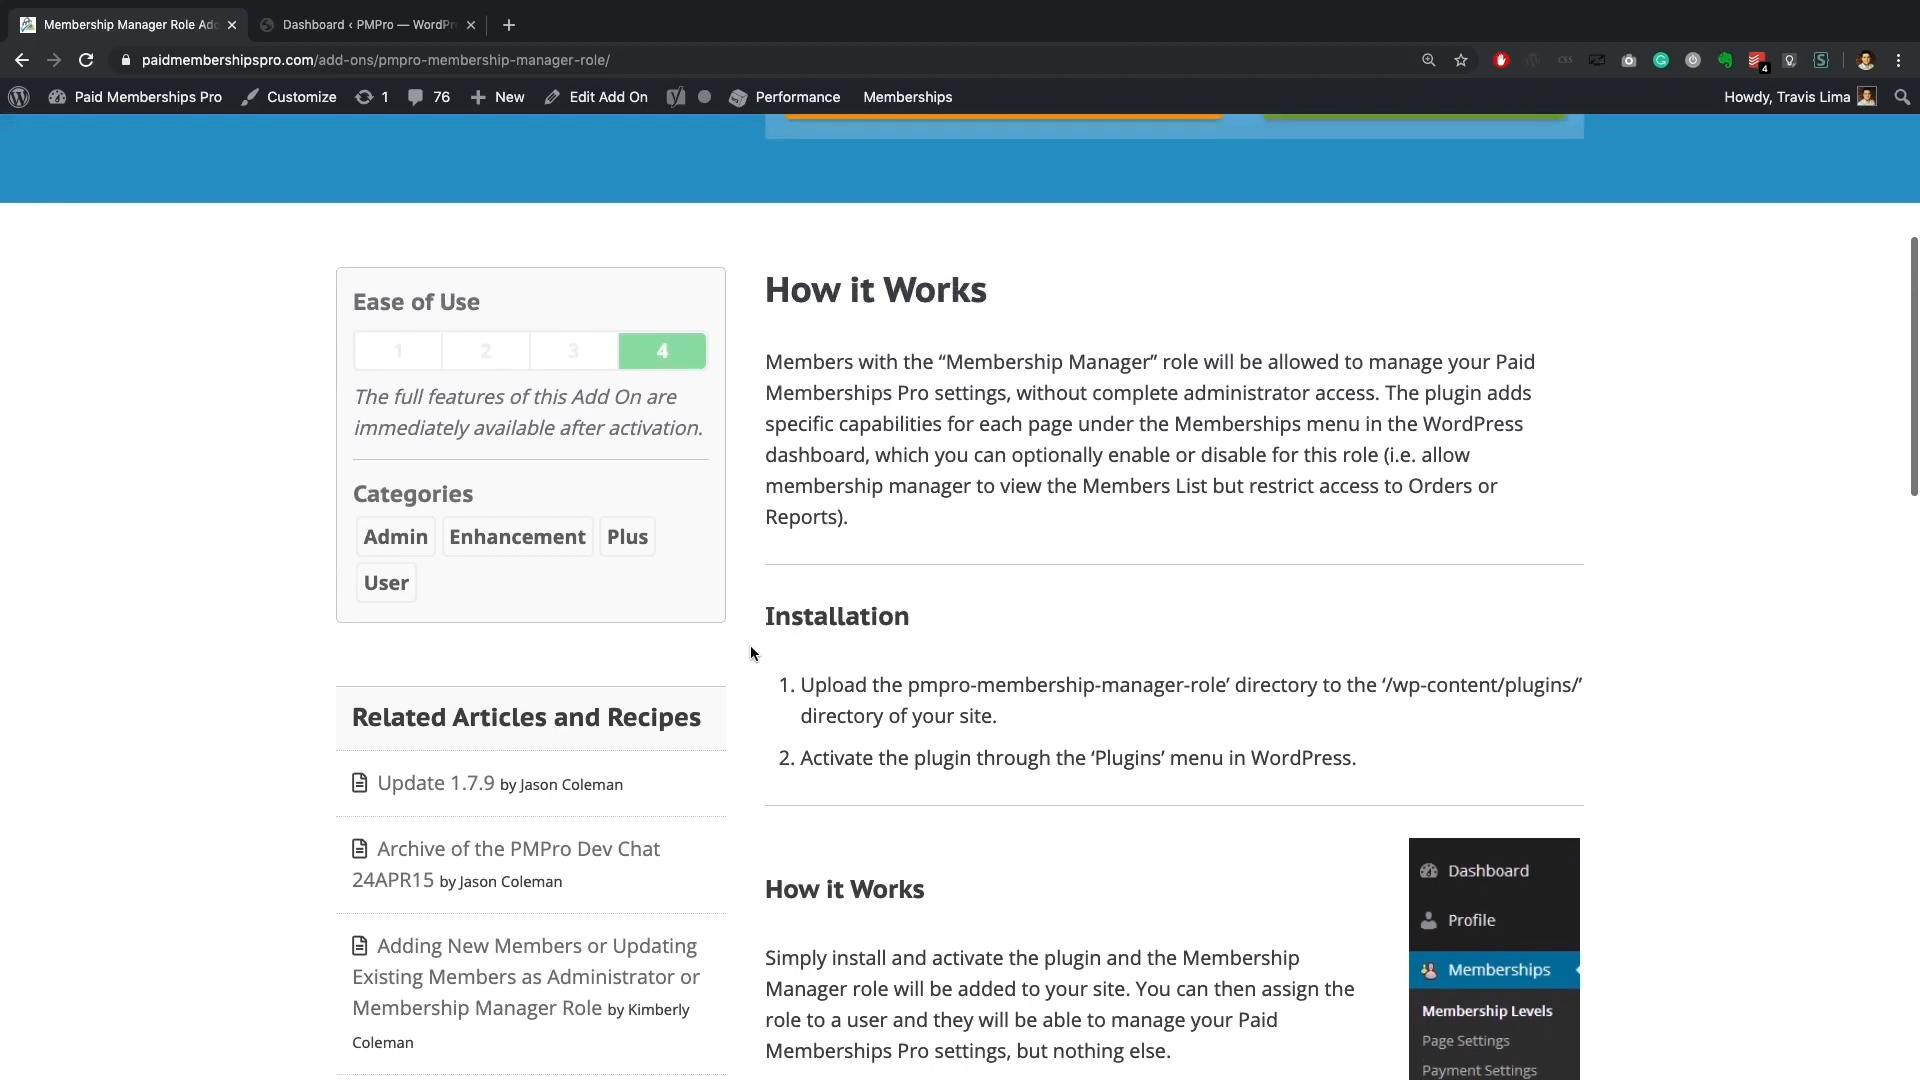 Membership Manager Role Add
Dashboard ‹ PMPro — WordPre
paidmembershipspro.com/add-ons/pmpro-membership-manager-role/
4
Paid Memberships Pro
Customize
1
76
New
Edit Add On
Performance
Memberships
Howdy, Travis Lima
Ease of Use
1 2 3 4
The full features of this Add On are
immediately available after activation.
Categories
Admin Enhancement Plus
User
Related Articles and Recipes
Update 1.7.9 by Jason Coleman
Archive of the PMPro Dev Chat
24APR15 by Jason Coleman
Adding New Members or Updating
Existing Members as Administrator or
Membership Manager Role by Kimberly
Coleman
How it Works
Members with the “Membership Manager” role will be allowed to manage your Paid
Memberships Pro settings, without complete administrator access. The plugin adds
specific capabilities for each page under the Memberships menu in the WordPress
dashboard, which you can optionally enable or disable for this role (i.e. allow
membership manager to view the Members List but restrict access to Orders or
Reports).
Installation
1. Upload the pmpro-membership-manager-role’ directory to the ‘/wp-content/plugins/’
directory of your site.
2. Activate the plugin through the ‘Plugins’ menu in WordPress.
How it Works
Simply install and activate the plugin and the Membership
Manager role will be added to your site. You can then assign the
role to a user and they will be able to manage your Paid
Memberships Pro settings, but nothing else.
Dashboard
Profile
Memberships
Membership Levels
Page Settings
Payment Settings